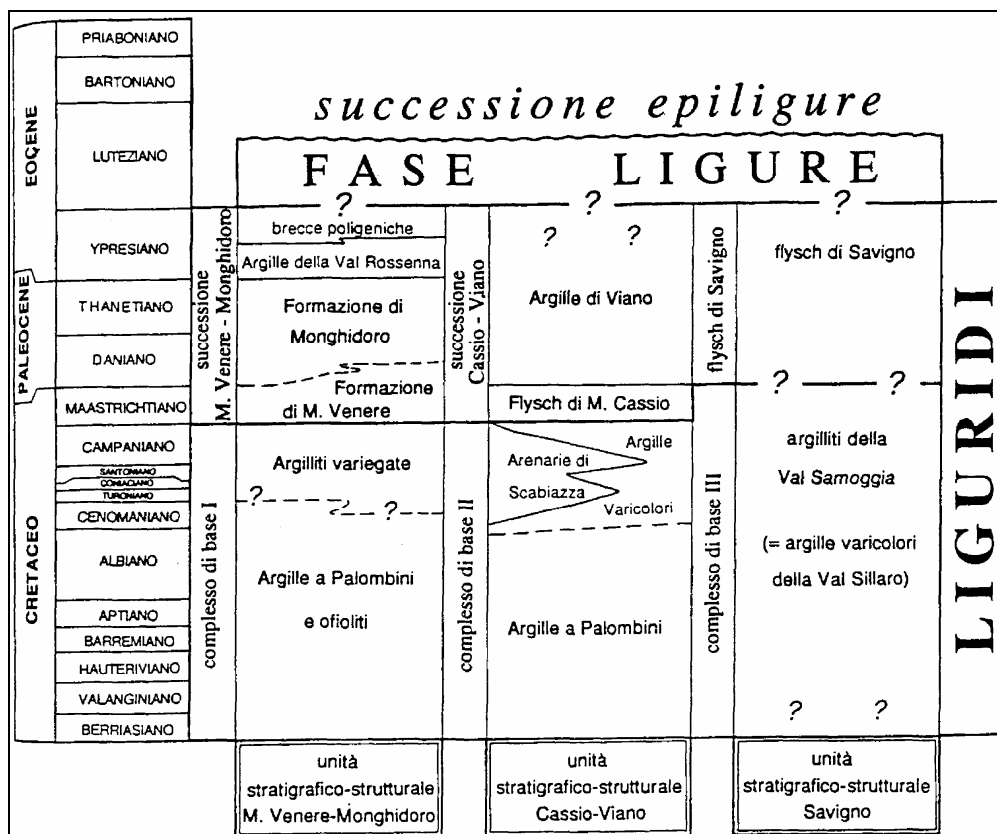 PRIABONIANO
BARTONIANO
LUTEZIANO
YPRESIANO
THANETIANO
DANIANO
MAASTRICHTIANO
CAMPANIANO
SANTONIANO
CONIACIANO
TURONIANO
CENOMANIANO
ALBIANO
APTIANO
BARREMIANO
HAUTERIVIANO
VALANGINIANO
BERRIASIANO
EOÇENE
PALEOCENE
CRETACEO
successione epiligure
FASE LIGURE
? ? ?
successione
M. Venere - Monghidoro
complesso di base I
brecce poligeniche
Argille della Val Rossenna
Formazione di
Monghidoro
Formazione
di M. Venere
Argilliti variegate
? ?
Argille a Palombini
e ofioliti
successione
Cassio - Viano
complesso di base II
? ?
Argille di Viano
Flysch di M. Cassio
Argille
Arenarie di
Scabiazza
Varicolori
Argille a Palombini
flysch di Savigno
complesso di base III
flysch di Savigno
? ?
argilliti della
Val Samoggia
(= argille varicolori
della Val Sillaro)
? ?
LIGURIDI
unità
stratigrafico-strutturale
M. Venere-Monghidoro
unità
stratigrafico-strutturale
Cassio-Viano
unità
stratigrafico-strutturale
Savigno